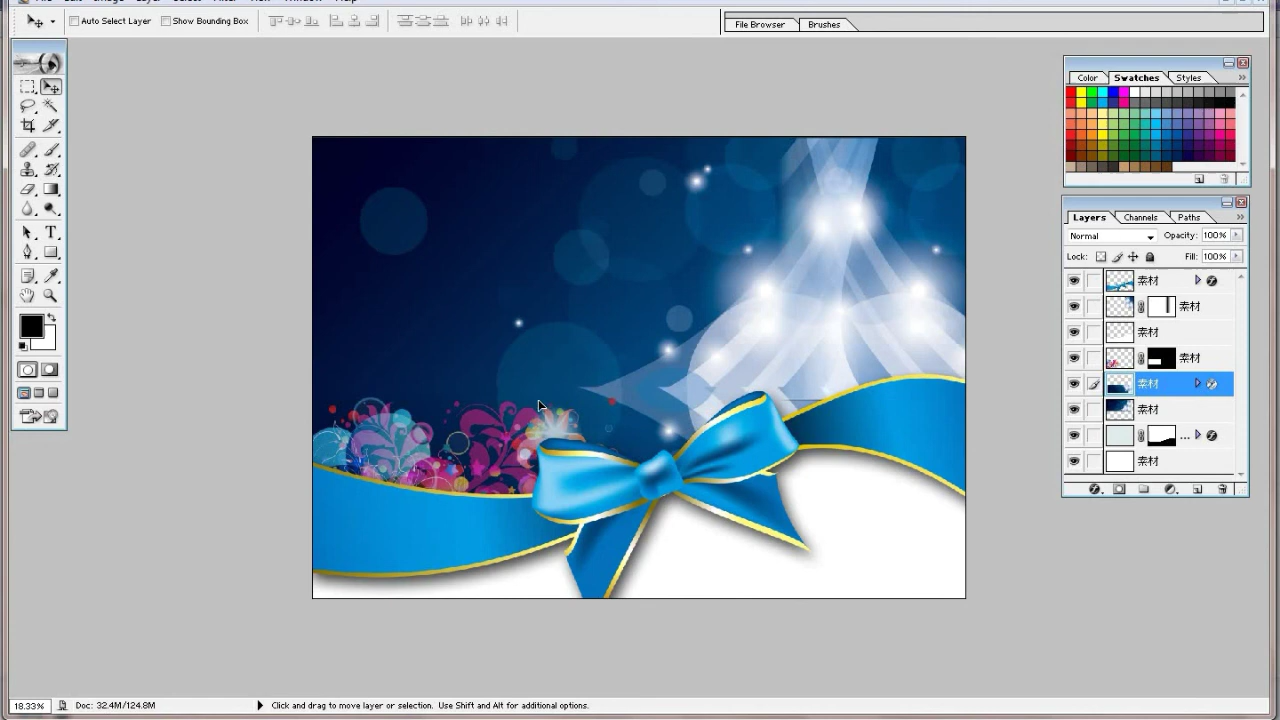 Auto Select Layer
Show Bounding Box
File Browser
Brushes
Color
Swatches
Styles
Layers
Channels
Paths
Normal
Opacity: 100%
Lock:
Fill: 100%
素材
素材
素材
素材
素材
素材
...
素材
18.33%
Doc: 32.4M/124.8M
Click and drag to move layer or selection. Use Shift and Alt for additional options.